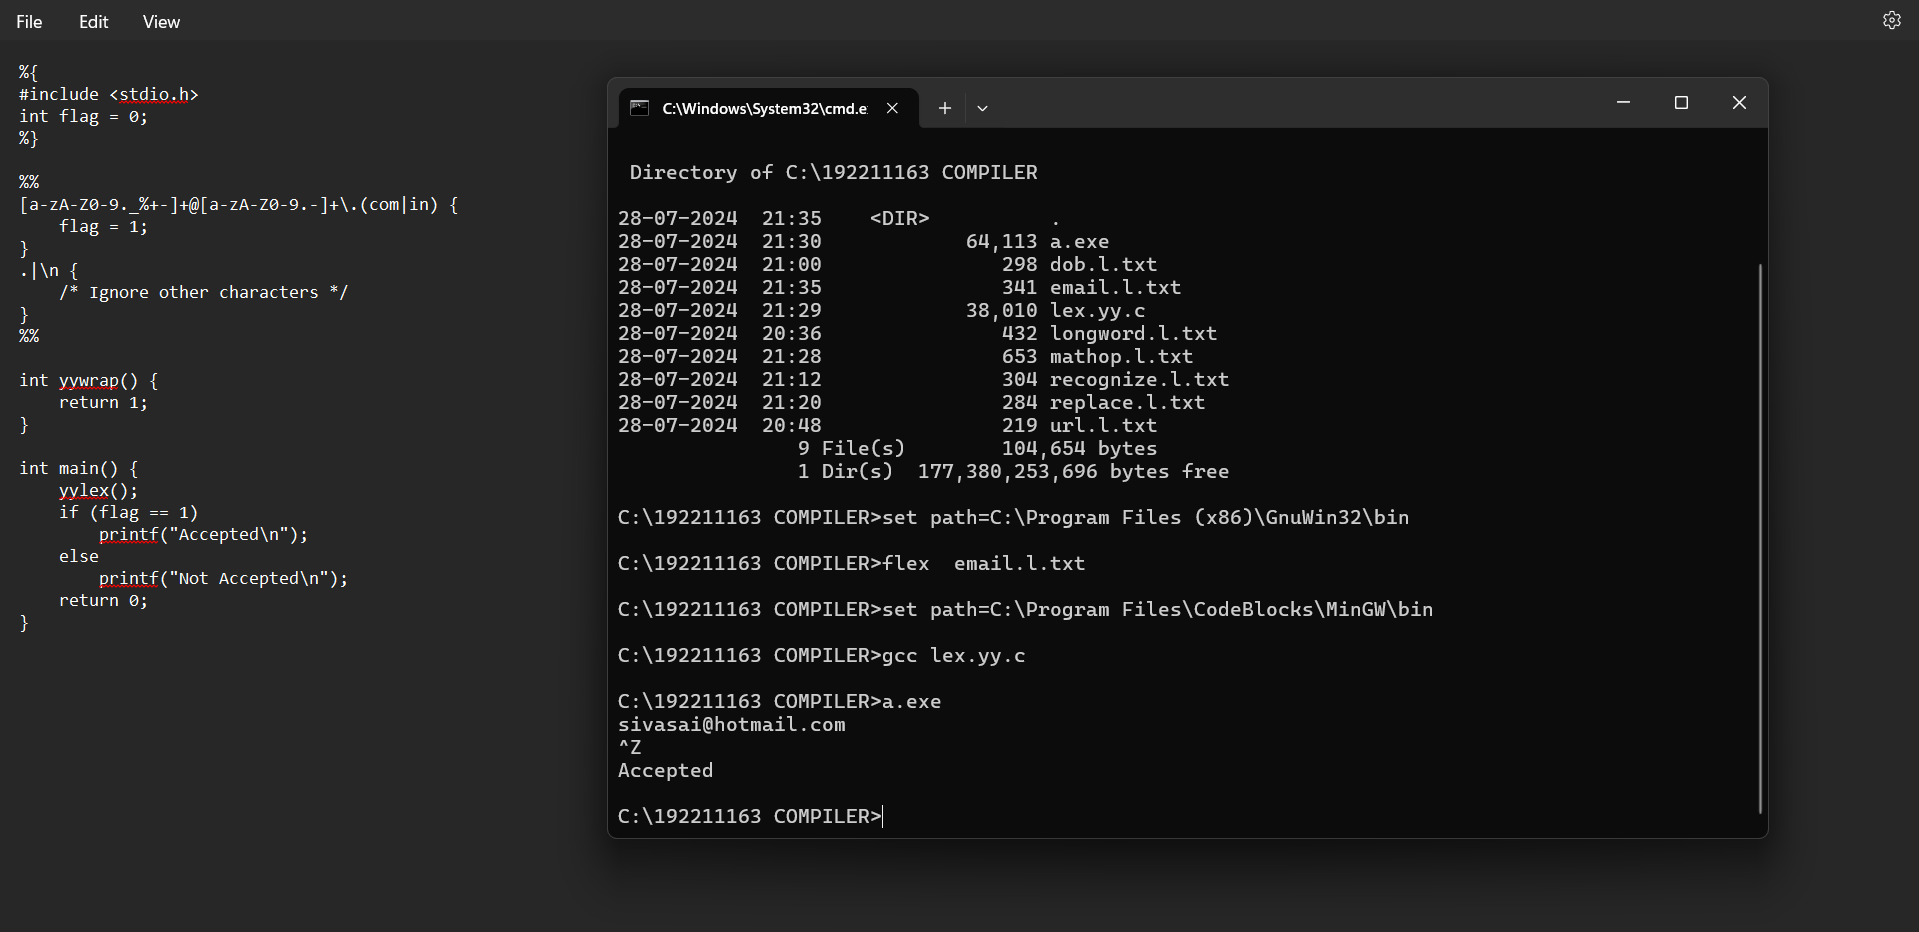 File Edit View
%{
#include <stdio.h>
int flag = 0;
%}
%%
[a-zA-Z0-9._%+-]+@[a-zA-Z0-9.-]+\.(com|in) {
    flag = 1;
}
.|\n {
    /* Ignore other characters */
}
%%
int yywrap() {
    return 1;
}
int main() {
    yylex();
    if (flag == 1)
        printf("Accepted\n");
    else
        printf("Not Accepted\n");
    return 0;
}
C:\Windows\System32\cmd.e
Directory of C:\192211163 COMPILER
28-07-2024  21:35    <DIR>          .
28-07-2024  21:30            64,113 a.exe
28-07-2024  21:00               298 dob.l.txt
28-07-2024  21:35               341 email.l.txt
28-07-2024  21:29            38,010 lex.yy.c
28-07-2024  20:36               432 longword.l.txt
28-07-2024  21:28               653 mathop.l.txt
28-07-2024  21:12               304 recognize.l.txt
28-07-2024  21:20               284 replace.l.txt
28-07-2024  20:48               219 url.l.txt
               9 File(s)        104,654 bytes
               1 Dir(s)  177,380,253,696 bytes free
C:\192211163 COMPILER>set path=C:\Program Files (x86)\GnuWin32\bin
C:\192211163 COMPILER>flex  email.l.txt
C:\192211163 COMPILER>set path=C:\Program Files\CodeBlocks\MinGW\bin
C:\192211163 COMPILER>gcc lex.yy.c
C:\192211163 COMPILER>a.exe
sivasai@hotmail.com
^Z
Accepted
C:\192211163 COMPILER>